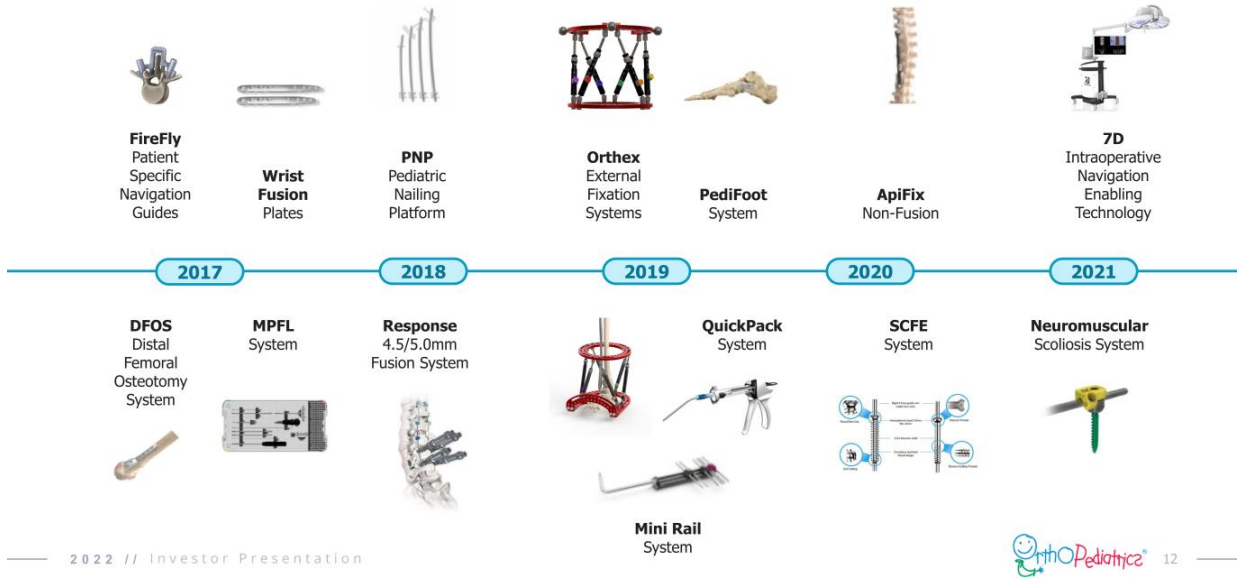 FireFly
Patient
Specific
Navigation
Guides
Wrist
Fusion
Plates
PNP
Pediatric
Nailing
Platform
Orthex
External
Fixation
Systems
PediFoot
System
ApiFix
Non-Fusion
7D
Intraoperative
Navigation
Enabling
Technology
2017
2018
2019
2020
2021
DFOS
Distal
Femoral
Osteotomy
System
MPFL
System
Response
4.5/5.0mm
Fusion System
QuickPack
System
SCFE
System
Neuromuscular
Scoliosis System
Mini Rail
System
2022 // Investor Presentation
OrthOPediatrics®
12